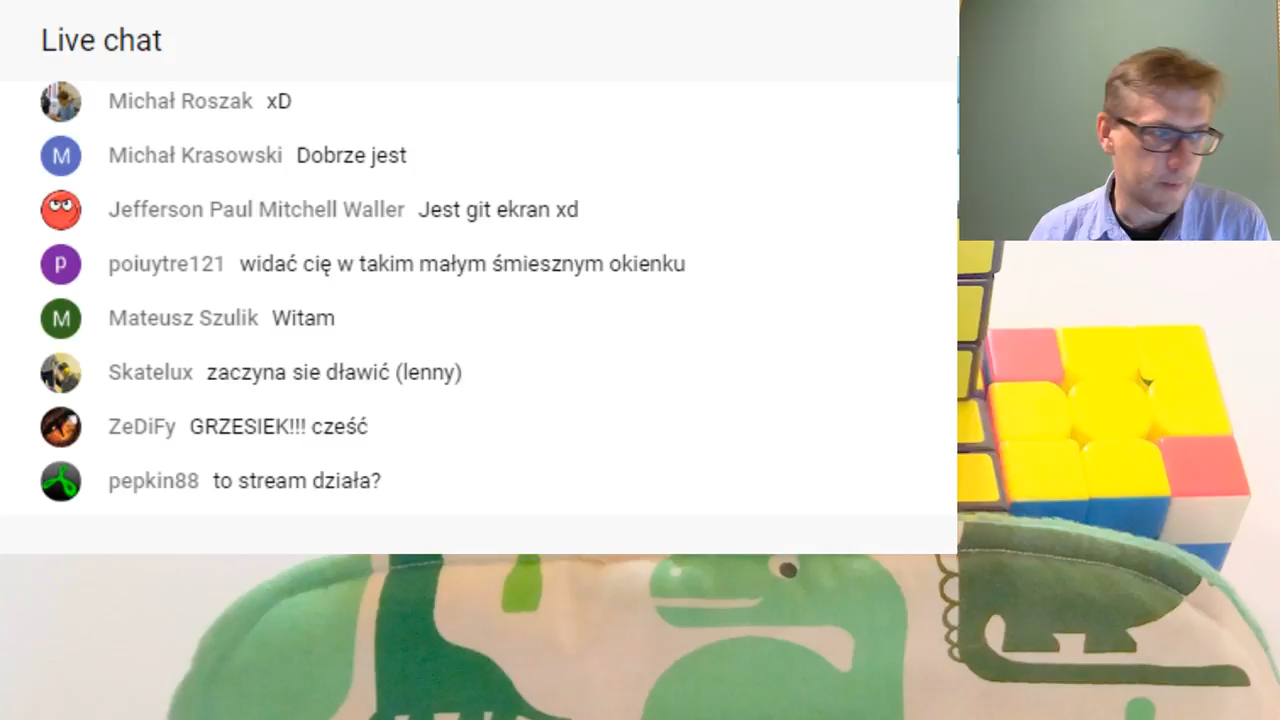 Live chat
Michał Roszak xD
M Michał Krasowski Dobrze jest
Jefferson Paul Mitchell Waller Jest git ekran xd
P poiuytre121 widać cię w takim małym śmiesznym okienku
M Mateusz Szulik Witam
Skatelux zaczyna sie dławić (lenny)
ZeDiFy GRZESIEK!!! cześć
pepkin88 to stream działa?